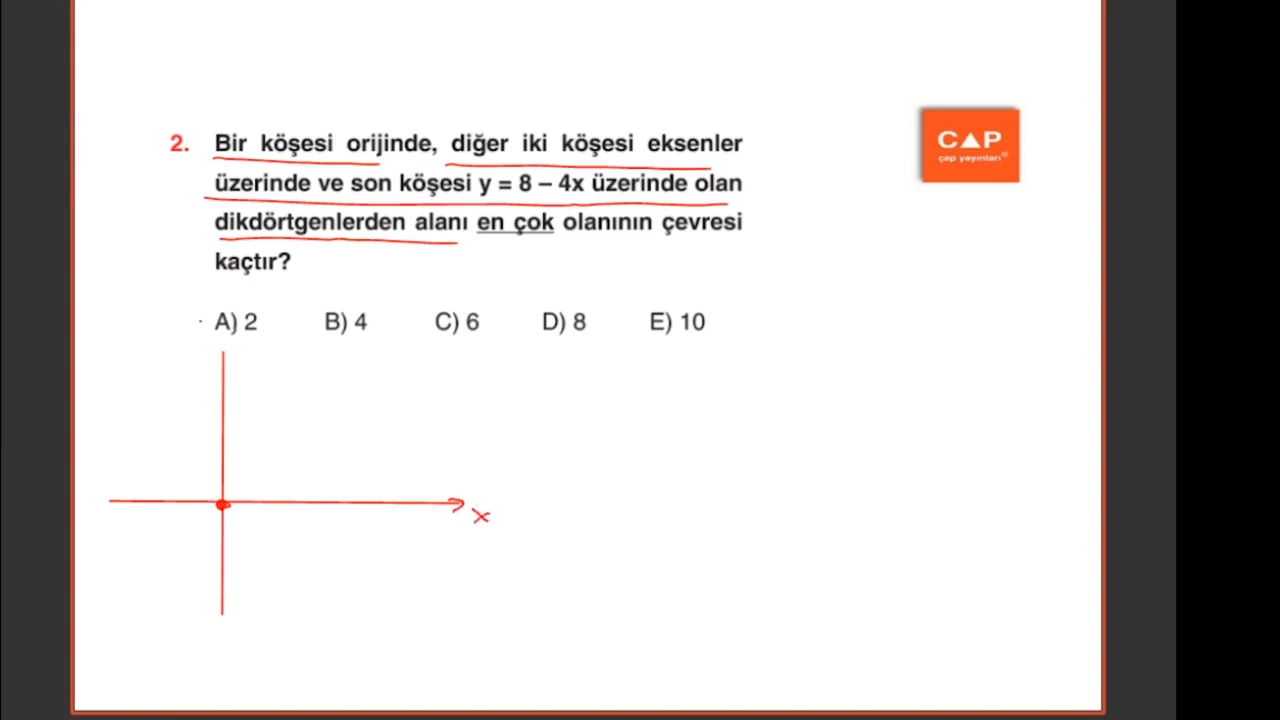 2. Bir köşesi orijinde, diğer iki köşesi eksenler
üzerinde ve son köşesi y = 8 – 4x üzerinde olan
dikdörtgenlerden alanı en çok olanının çevresi
kaçtır?
A) 2 B) 4 C) 6 D) 8 E) 10
x
ÇAP
çap yayınları®